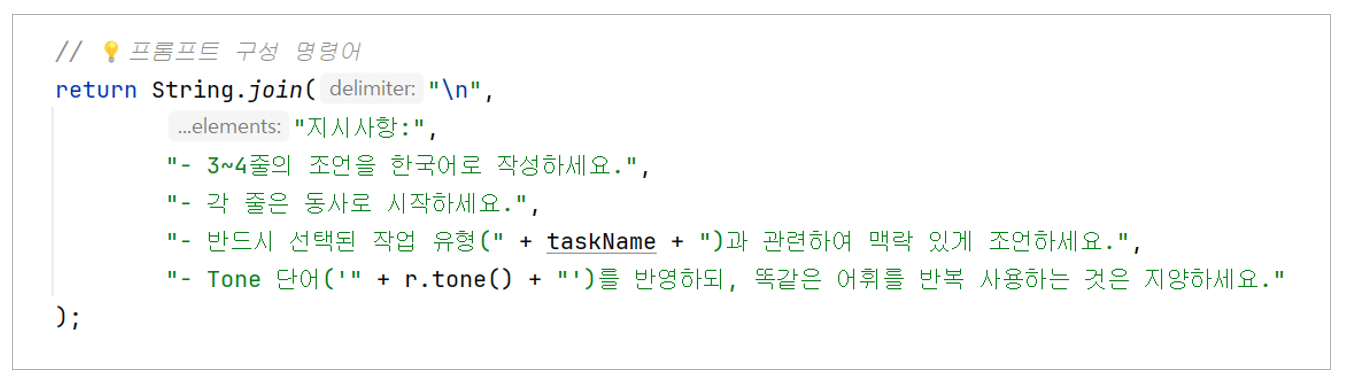 // 💡 프롬프트 구성 명령어
return String.join( delimiter: "\n",
...elements: "지시사항:",
"- 3~4줄의 조언을 한국어로 작성하세요.",
"- 각 줄은 동사로 시작하세요.",
"- 반드시 선택된 작업 유형(" + taskName + ")과 관련하여 맥락 있게 조언하세요.",
"- Tone 단어('" + r.tone() + "')를 반영하되, 똑같은 어휘를 반복 사용하는 것은 지양하세요."
);